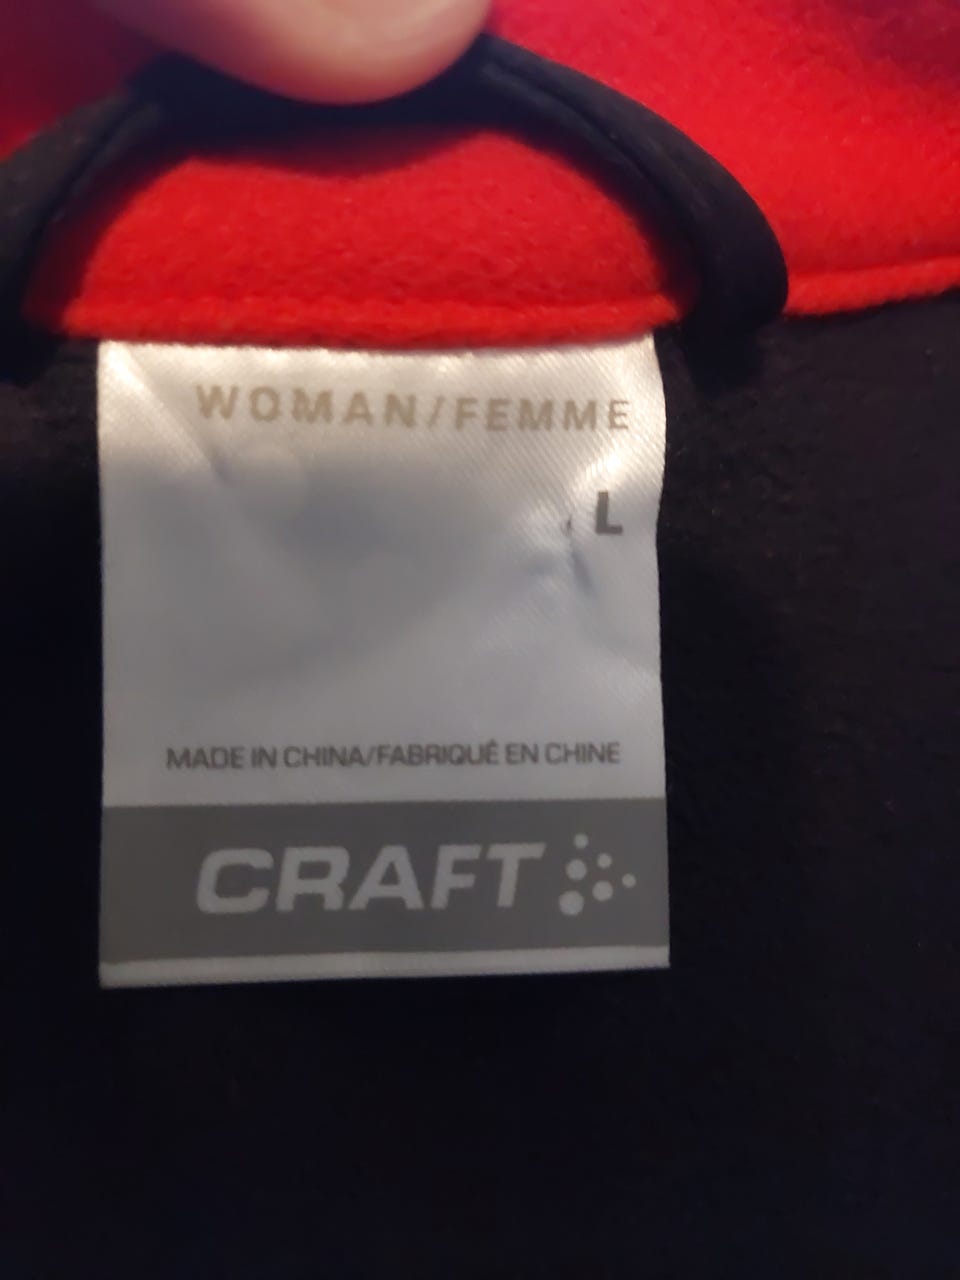 WOMAN/FEMME
L
MADE IN CHINA/FABRIQUÉ EN CHINE
CRAFT